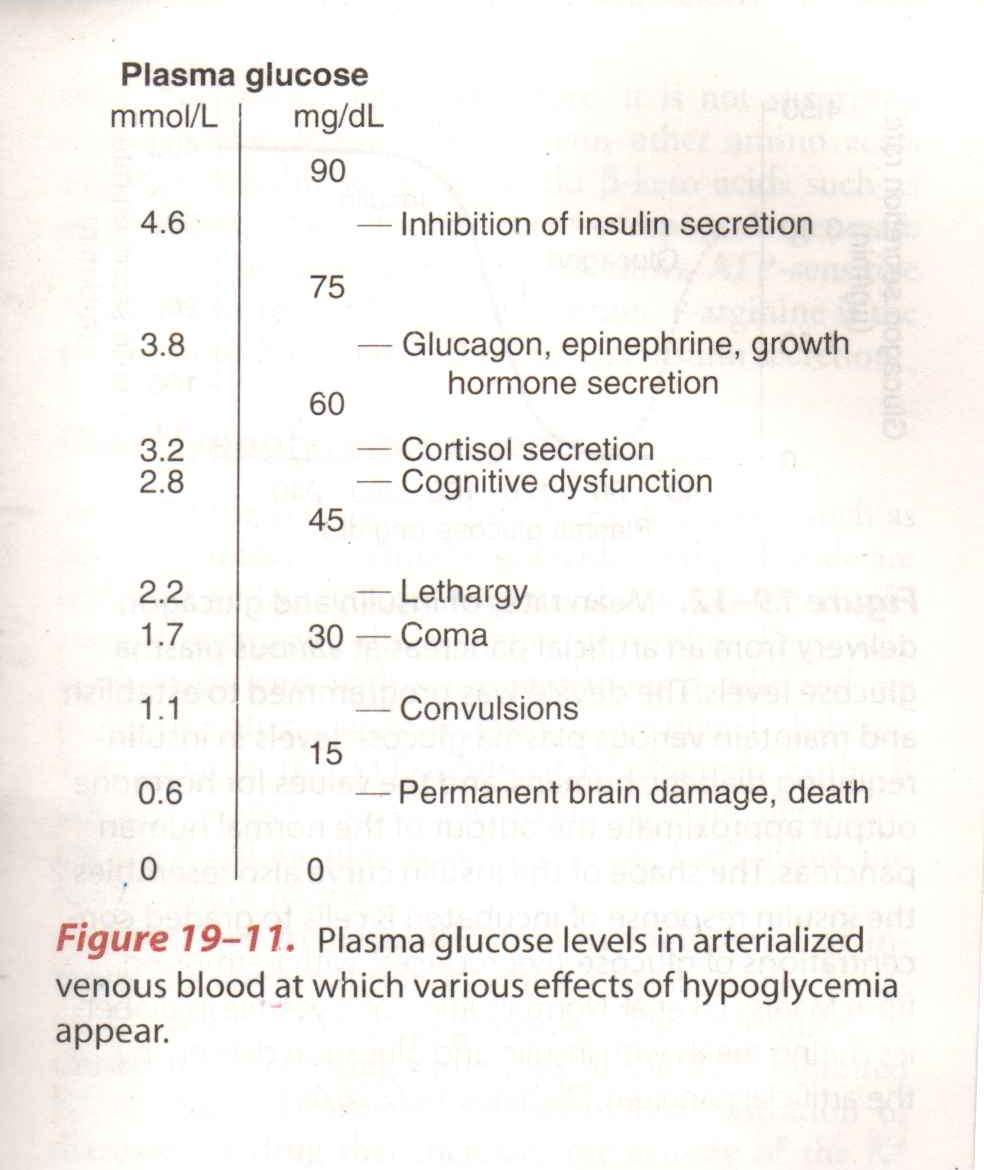 Plasma glucose
mmol/L mg/dL
90
4.6 — Inhibition of insulin secretion
75
3.8 — Glucagon, epinephrine, growth
hormone secretion
60
3.2 — Cortisol secretion
2.8 — Cognitive dysfunction
45
2.2 — Lethargy
1.7 30 — Coma
1.1 — Convulsions
15
0.6 — Permanent brain damage, death
0 0
Figure 19–11. Plasma glucose levels in arterialized
venous blood at which various effects of hypoglycemia
appear.